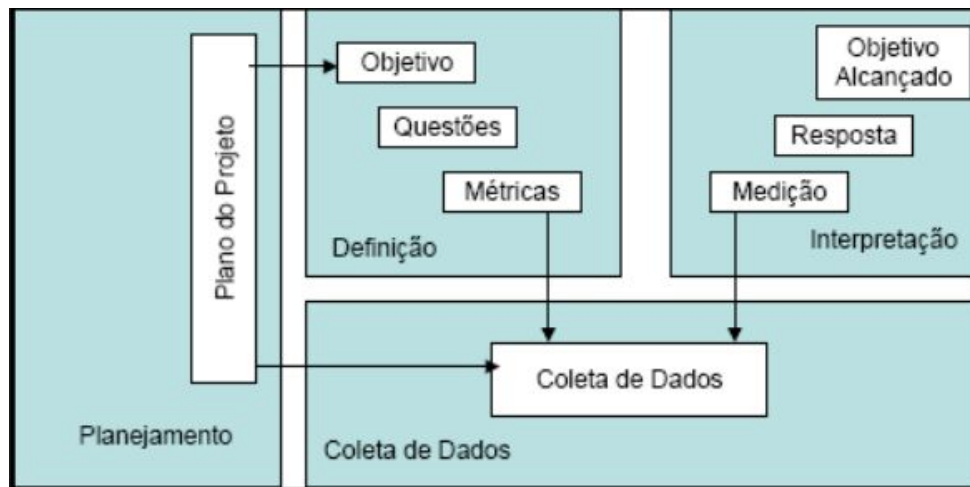 Plano do Projeto
Planejamento
Objetivo
Questões
Métricas
Definição
Objetivo
Alcançado
Resposta
Medição
Interpretação
Coleta de Dados
Coleta de Dados